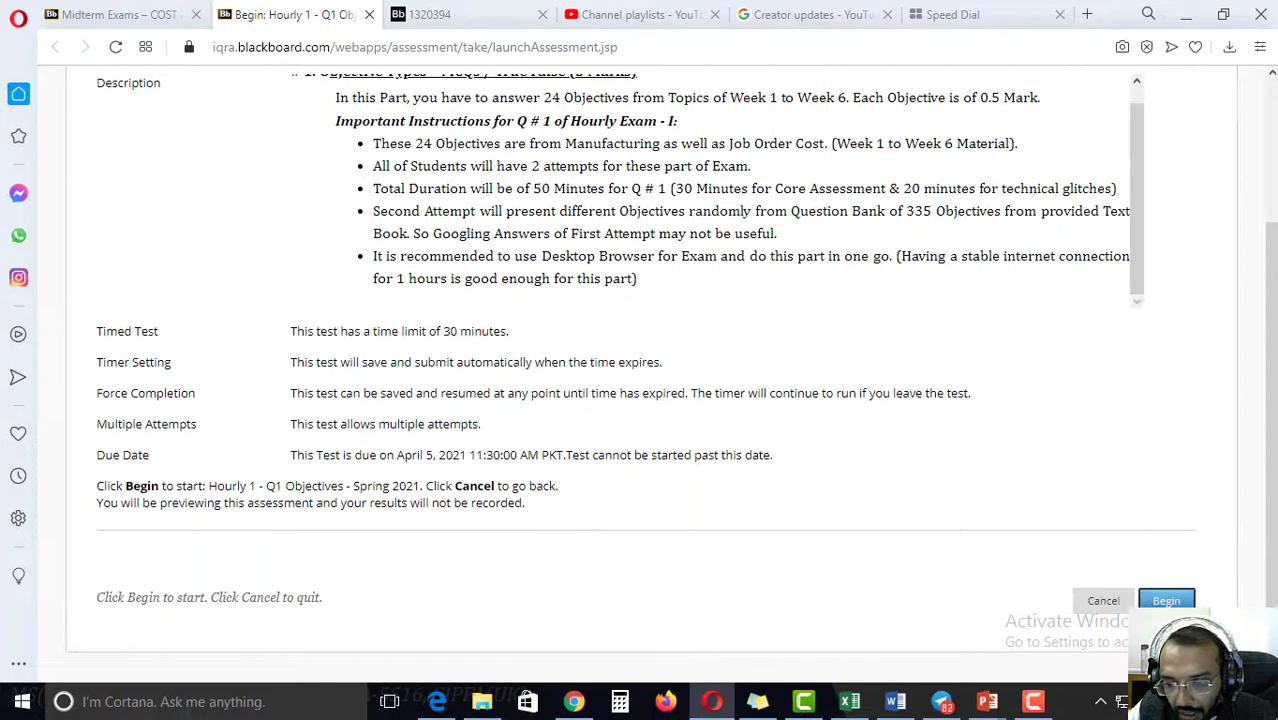 Midterm Exams – COST A
Begin: Hourly 1 - Q1 Obj
1320394
Channel playlists - YouTu
Creator updates - YouTu
Speed Dial
iqra.blackboard.com/webapps/assessment/take/launchAssessment.jsp
Description
In this Part, you have to answer 24 Objectives from Topics of Week 1 to Week 6. Each Objective is of 0.5 Mark.
Important Instructions for Q # 1 of Hourly Exam - I:
These 24 Objectives are from Manufacturing as well as Job Order Cost. (Week 1 to Week 6 Material).
All of Students will have 2 attempts for these part of Exam.
Total Duration will be of 50 Minutes for Q # 1 (30 Minutes for Core Assessment & 20 minutes for technical glitches)
Second Attempt will present different Objectives randomly from Question Bank of 335 Objectives from provided Text
Book. So Googling Answers of First Attempt may not be useful.
It is recommended to use Desktop Browser for Exam and do this part in one go. (Having a stable internet connection
for 1 hours is good enough for this part)
Timed Test This test has a time limit of 30 minutes.
Timer Setting This test will save and submit automatically when the time expires.
Force Completion This test can be saved and resumed at any point until time has expired. The timer will continue to run if you leave the test.
Multiple Attempts This test allows multiple attempts.
Due Date This Test is due on April 5, 2021 11:30:00 AM PKT.Test cannot be started past this date.
Click Begin to start: Hourly 1 - Q1 Objectives - Spring 2021. Click Cancel to go back.
You will be previewing this assessment and your results will not be recorded.
Click Begin to start. Click Cancel to quit.
Cancel Begin
Activate Windo
Go to Settings to ac
I'm Cortana. Ask me anything.
82